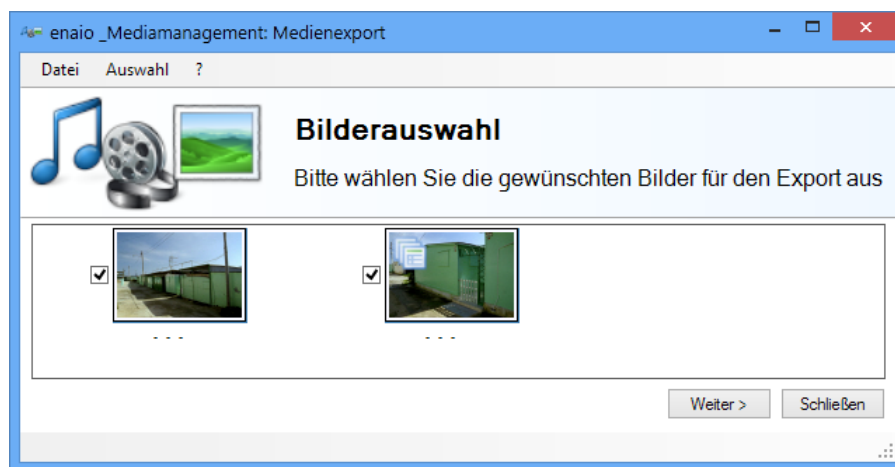 enaio _Mediamanagement: Medienexport
Datei Auswahl ?
Bilderauswahl
Bitte wählen Sie die gewünschten Bilder für den Export aus
- - - - - -
Weiter > Schließen